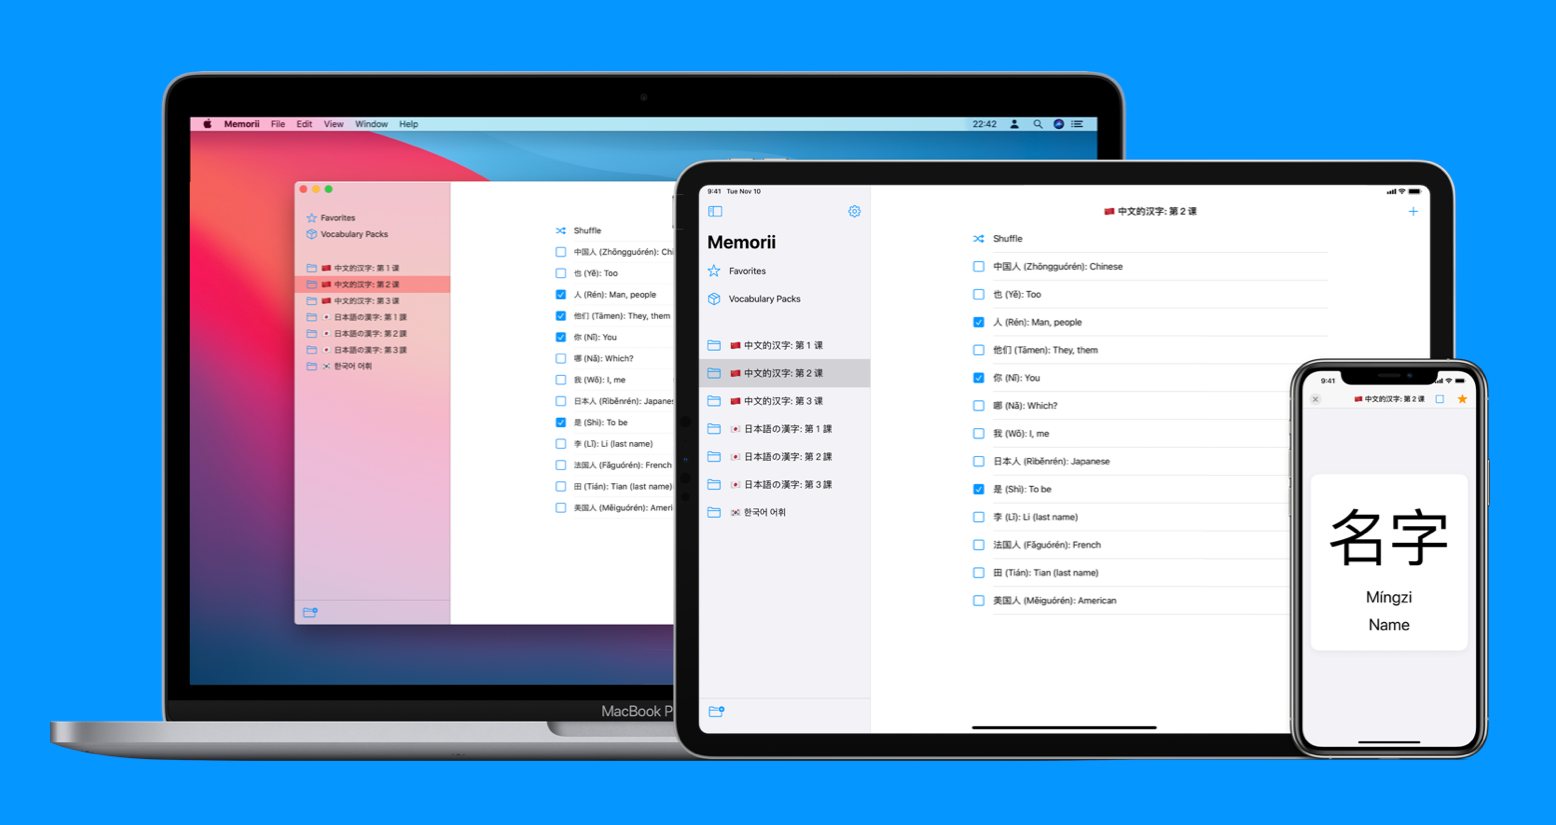 Memorii File Edit View Window Help
22:42
Favorites
Vocabulary Packs
🇨🇳 中文的汉字: 第 1 课
🇨🇳 中文的汉字: 第 2 课
🇨🇳 中文的汉字: 第 3 课
🇯🇵 日本語の漢字: 第 1 課
🇯🇵 日本語の漢字: 第 2 課
🇯🇵 日本語の漢字: 第 3 課
🇰🇷 한국어 어휘
Shuffle
中国人 (Zhōngguórén): Chi
也 (Yě): Too
人 (Rén): Man, people
他们 (Tāmen): They, them
你 (Nǐ): You
哪 (Nǎ): Which?
我 (Wǒ): I, me
日本人 (Rìběnrén): Japanes
是 (Shì): To be
李 (Lǐ): Li (last name)
法国人 (Fǎguórén): French
田 (Tián): Tian (last name)
美国人 (Měiguórén): Ameri
MacBook P
9:41 Tue Nov 10
Memorii
Favorites
Vocabulary Packs
🇨🇳 中文的汉字: 第 1 课
🇨🇳 中文的汉字: 第 2 课
🇨🇳 中文的汉字: 第 3 课
🇯🇵 日本語の漢字: 第 1 課
🇯🇵 日本語の漢字: 第 2 課
🇯🇵 日本語の漢字: 第 3 課
🇰🇷 한국어 어휘
🇨🇳 中文的汉字: 第 2 课
Shuffle
中国人 (Zhōngguórén): Chinese
也 (Yě): Too
人 (Rén): Man, people
他们 (Tāmen): They, them
你 (Nǐ): You
哪 (Nǎ): Which?
我 (Wǒ): I, me
日本人 (Rìběnrén): Japanese
是 (Shì): To be
李 (Lǐ): Li (last name)
法国人 (Fǎguórén): French
田 (Tián): Tian (last name)
美国人 (Měiguórén): American
9:41
🇨🇳 中文的汉字: 第 2 课
名字
Míngzi
Name